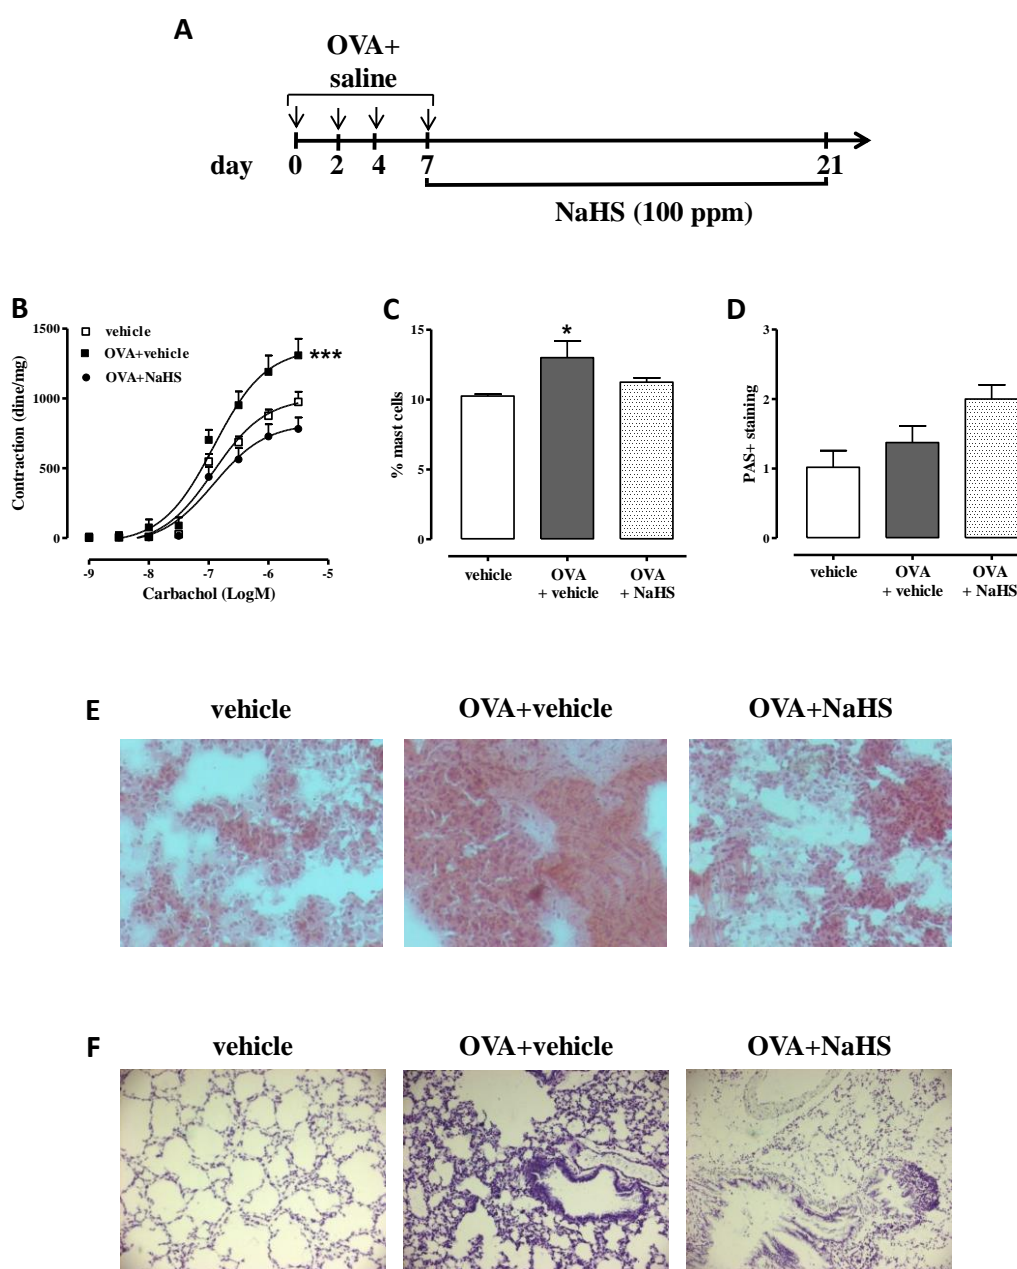 A
OVA+
saline
day 0 2 4 7 21
NaHS (100 ppm)
B
1500
1000
500
0
Contraction (dine/mg)
vehicle
OVA+vehicle
OVA+NaHS
***
-9 -8 -7 -6 -5
Carbachol (LogM)
C
15
10
5
0
% mast cells
*
vehicle OVA OVA
+ vehicle + NaHS
D
3
2
1
0
PAS+ staining
vehicle OVA OVA
+ vehicle + NaHS
E vehicle OVA+vehicle OVA+NaHS
F vehicle OVA+vehicle OVA+NaHS